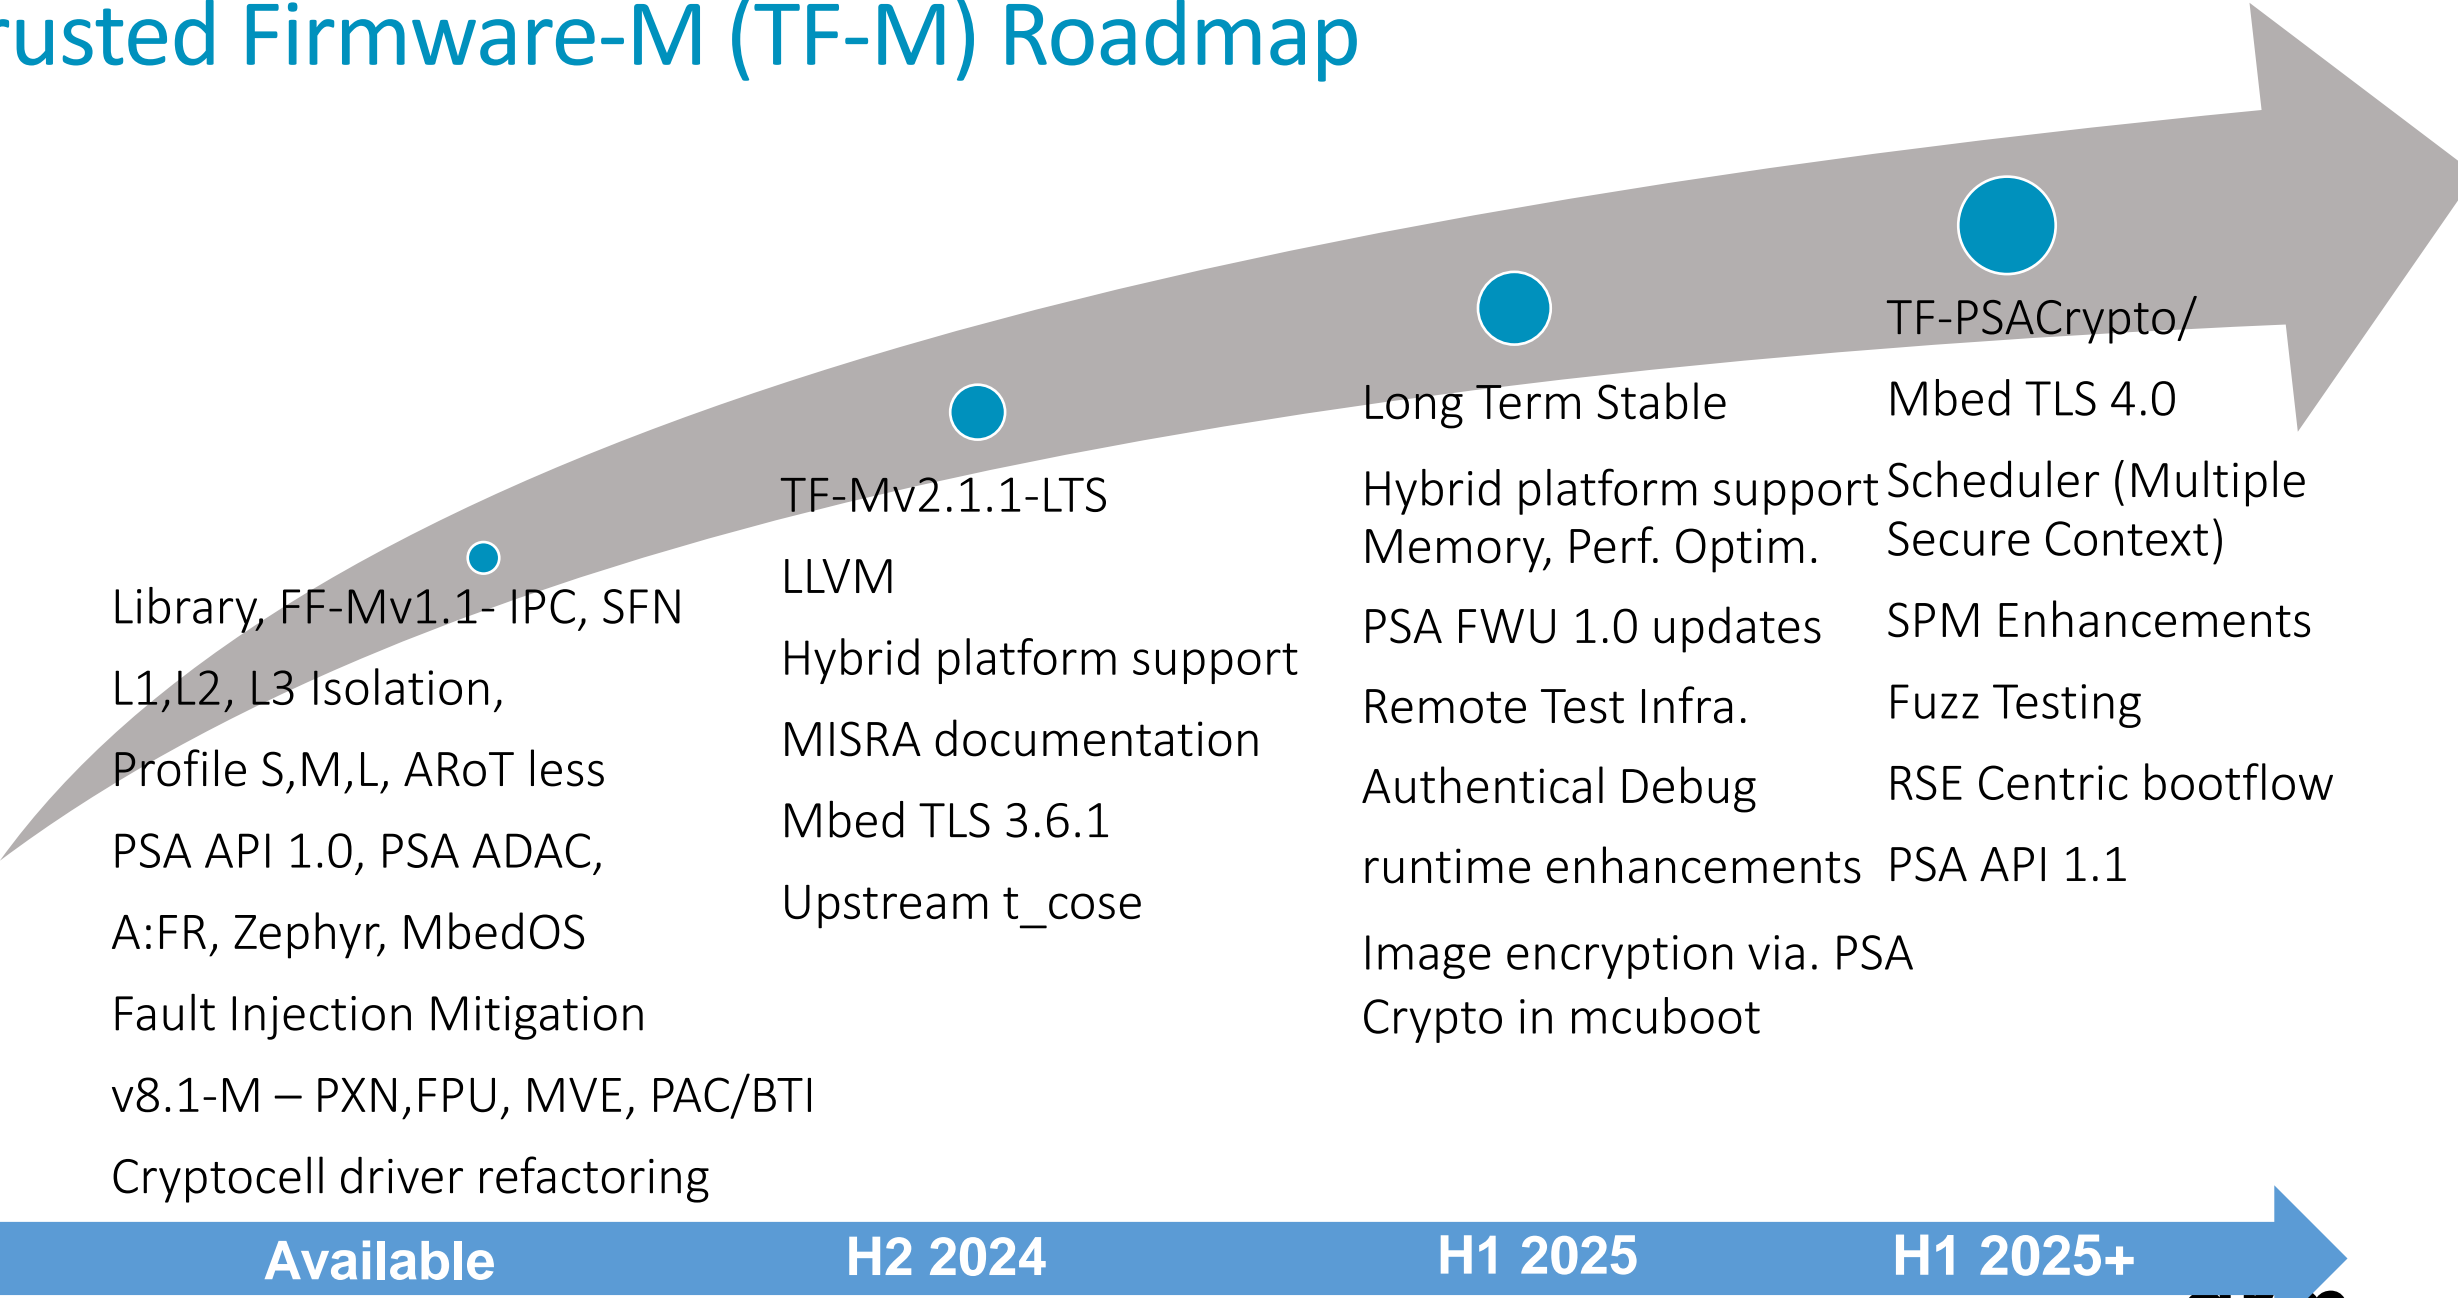 rusted Firmware-M (TF-M) Roadmap
Library, FF-Mv1.1- IPC, SFN
L1,L2, L3 Isolation,
Profile S,M,L, ARoT less
PSA API 1.0, PSA ADAC,
A:FR, Zephyr, MbedOS
Fault Injection Mitigation
v8.1-M – PXN,FPU, MVE, PAC/BTI
Cryptocell driver refactoring
TF-Mv2.1.1-LTS
LLVM
Hybrid platform support
MISRA documentation
Mbed TLS 3.6.1
Upstream t_cose
Long Term Stable
Hybrid platform support
Memory, Perf. Optim.
PSA FWU 1.0 updates
Remote Test Infra.
Authentical Debug
runtime enhancements
Image encryption via. PSA
Crypto in mcuboot
TF-PSACrypto/
Mbed TLS 4.0
Scheduler (Multiple
Secure Context)
SPM Enhancements
Fuzz Testing
RSE Centric bootflow
PSA API 1.1
Available
H2 2024
H1 2025
H1 2025+